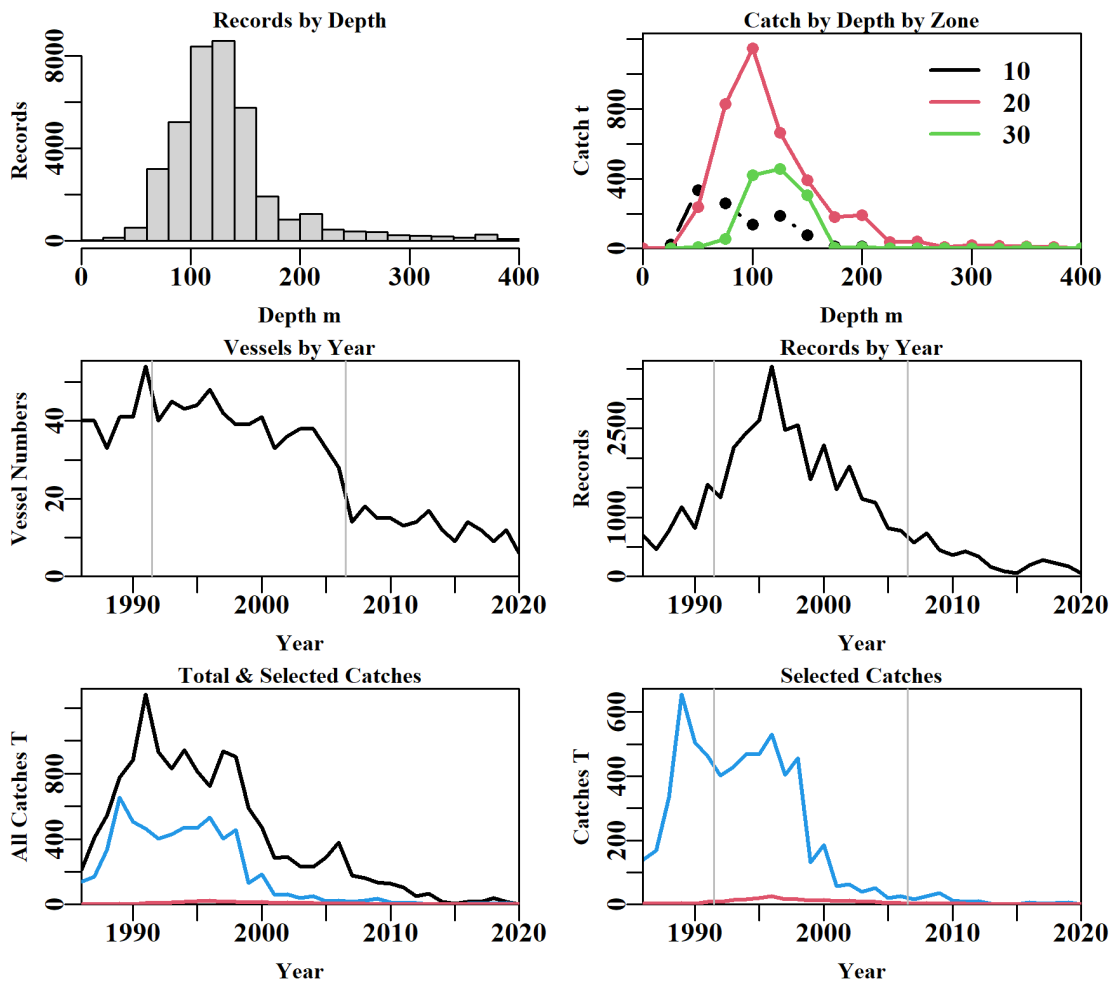 Records by Depth
Records
0 4000 8000
0 100 200 300 400
Depth m
Catch by Depth by Zone
Catch t
0 400 800
10
20
30
0 100 200 300 400
Depth m
Vessels by Year
Vessel Numbers
0 20 40
1990 2000 2010 2020
Year
Records by Year
Records
0 1000 2500
1990 2000 2010 2020
Year
Total & Selected Catches
All Catches T
0 400 800
1990 2000 2010 2020
Year
Selected Catches
Catches T
0 200 400 600
1990 2000 2010 2020
Year